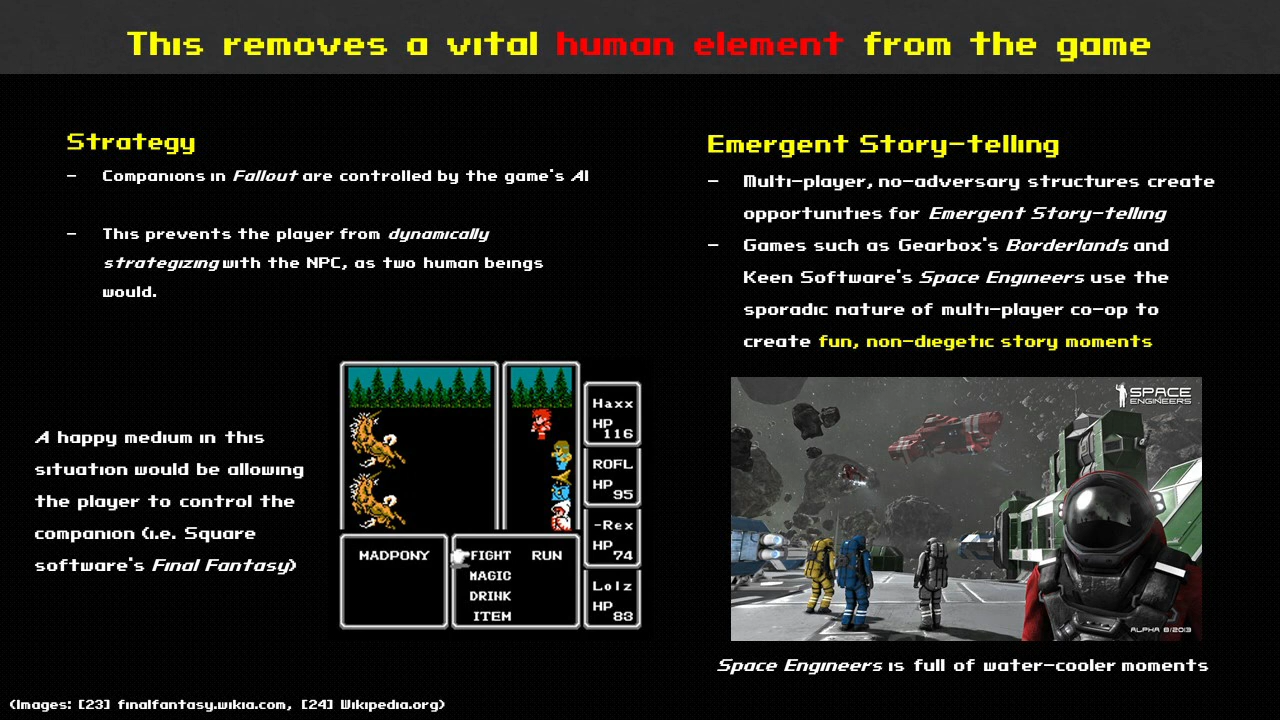 This removes a vital human element from the game
Strategy
– Companions in Fallout are controlled by the game's AI
– This prevents the player from dynamically
strategizing with the NPC, as two human beings
would.
A happy medium in this
situation would be allowing
the player to control the
companion (i.e. Square
software's Final Fantasy)
Haxx
HP
116
ROFL
HP
95
-Rex
HP
74
Lolz
HP
83
MADPONY
FIGHT RUN
MAGIC
DRINK
ITEM
Emergent Story-telling
– Multi-player, no-adversary structures create
opportunities for Emergent Story-telling
– Games such as Gearbox's Borderlands and
Keen Software's Space Engineers use the
sporadic nature of multi-player co-op to
create fun, non-diegetic story moments
SPACE
ENGINEERS
ALPHA 8/2013
Space Engineers is full of water-cooler moments
(Images: [23] finalfantasy.wikia.com, [24] Wikipedia.org)